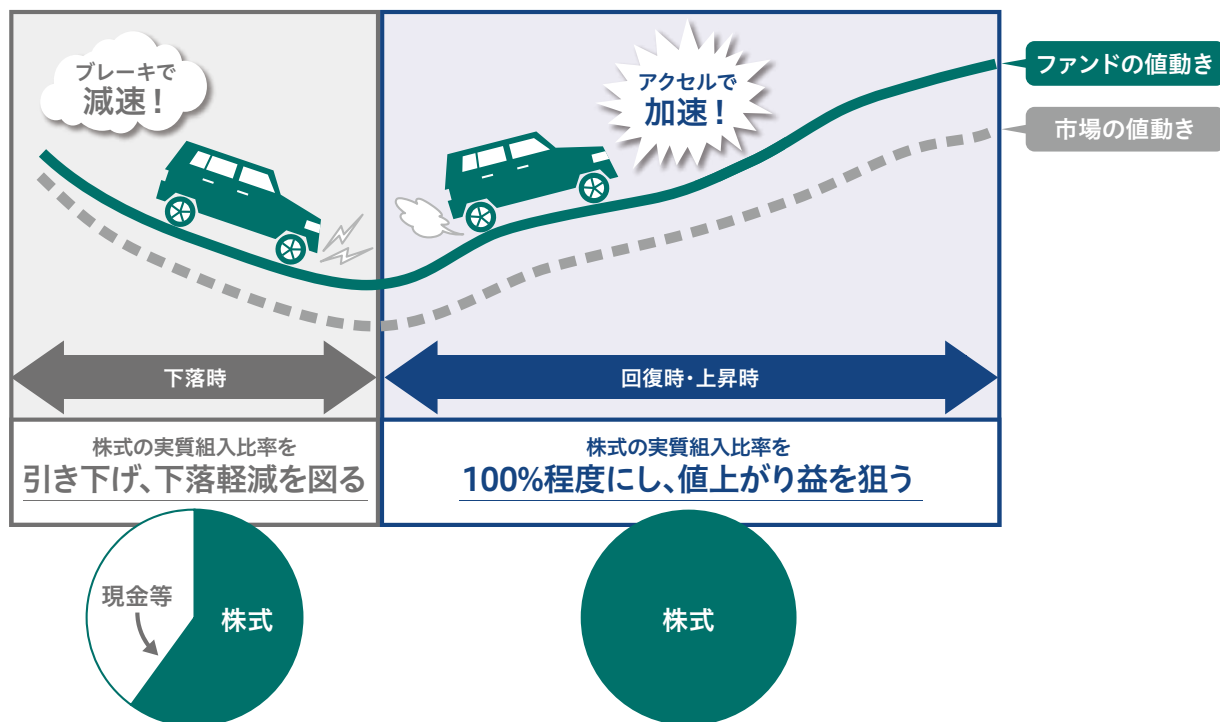 ブレーキで
減速！
アクセルで
加速！
ファンドの値動き
市場の値動き
下落時
回復時・上昇時
株式の実質組入比率を
引き下げ、下落軽減を図る
株式の実質組入比率を
100%程度にし、値上がり益を狙う
現金等
株式
株式